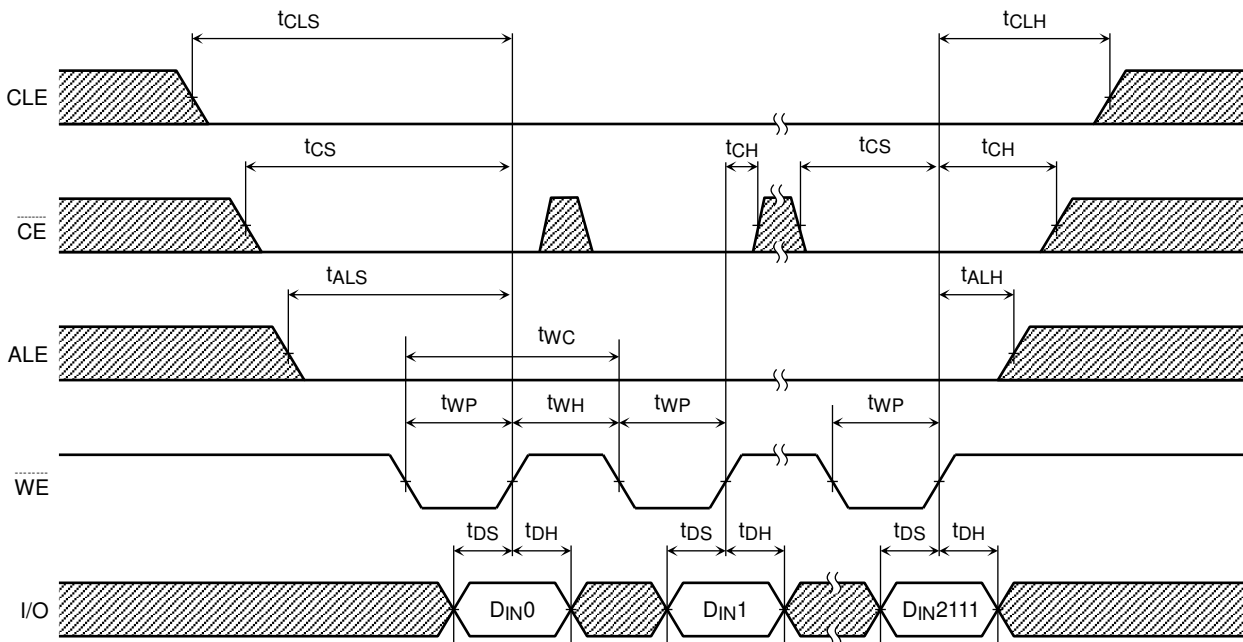 tCLS tCLH
CLE
tCS tCH tCS tCH
CE
tALS tALH
ALE
tWC
tWP tWH tWP tWP
WE
tDS tDH tDS tDH tDS tDH
I/O DIN0 DIN1 DIN2111